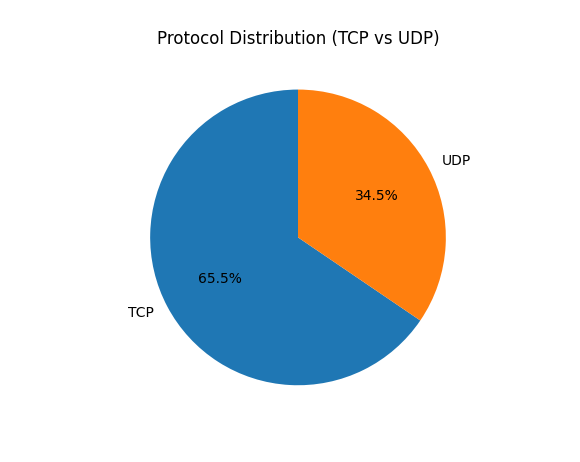 Protocol Distribution (TCP vs UDP)
UDP
34.5%
65.5%
TCP